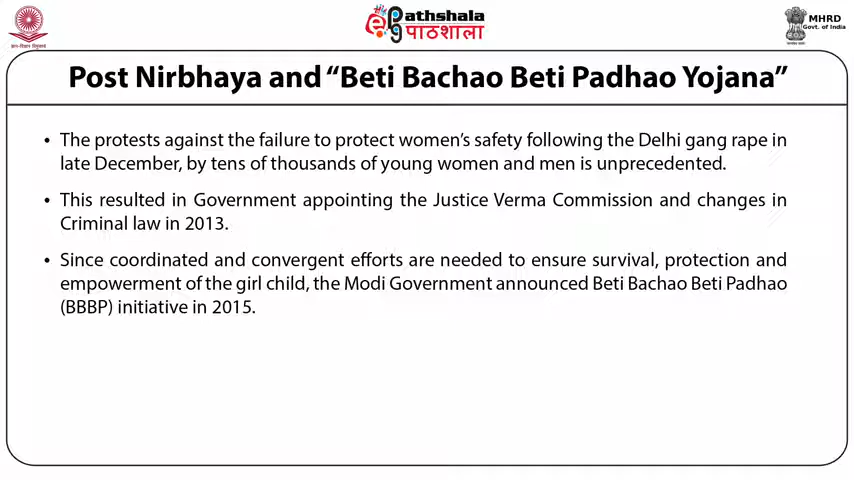 ePathshala
पाठशाला
MHRD
Govt. of India
Post Nirbhaya and “Beti Bachao Beti Padhao Yojana”
• The protests against the failure to protect women’s safety following the Delhi gang rape in
late December, by tens of thousands of young women and men is unprecedented.
• This resulted in Government appointing the Justice Verma Commission and changes in
Criminal law in 2013.
• Since coordinated and convergent efforts are needed to ensure survival, protection and
empowerment of the girl child, the Modi Government announced Beti Bachao Beti Padhao
(BBBP) initiative in 2015.